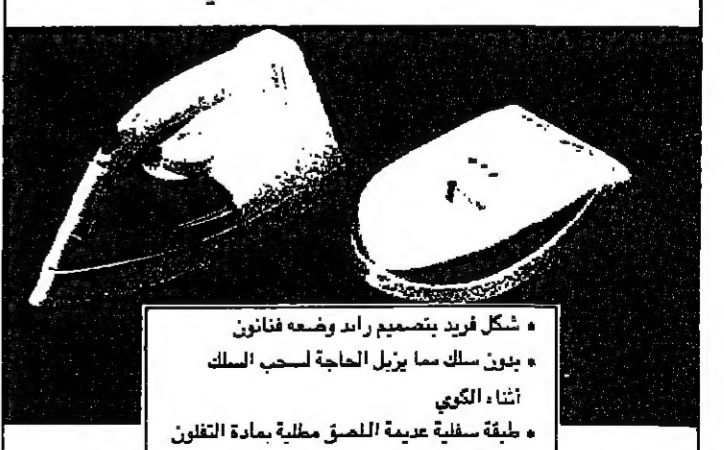 * شكل فريد بتصميم رائد وضعه فنانون
* بدون سلك مما يزيل الحاجة لسحب السلك
أثناء الكوي
* طبقة سفلية عديمة اللصق مطلية بمادة التفلون